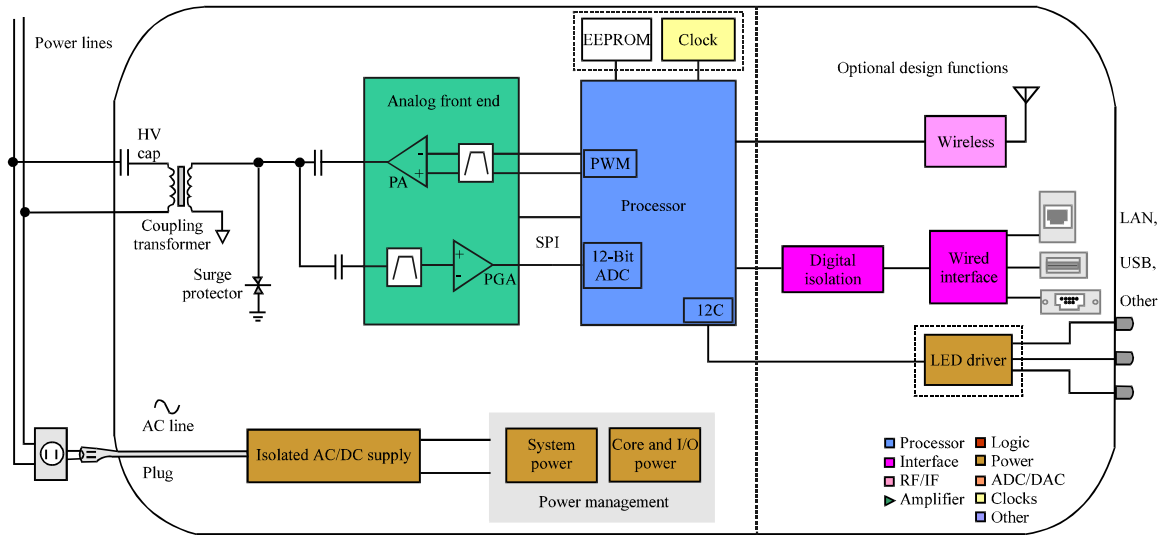 Power lines
EEPROM
Clock
Optional design functions
Analog front end
HV
cap
PA
-
+
PWM
Wireless
Processor
Coupling
transformer
SPI
LAN,
Surge
protector
+
-
PGA
12-Bit
ADC
Digital
isolation
Wired
interface
USB,
Other
12C
LED driver
AC line
Plug
Isolated AC/DC supply
System
power
Core and I/O
power
Power management
Processor
Interface
RF/IF
Amplifier
Logic
Power
ADC/DAC
Clocks
Other